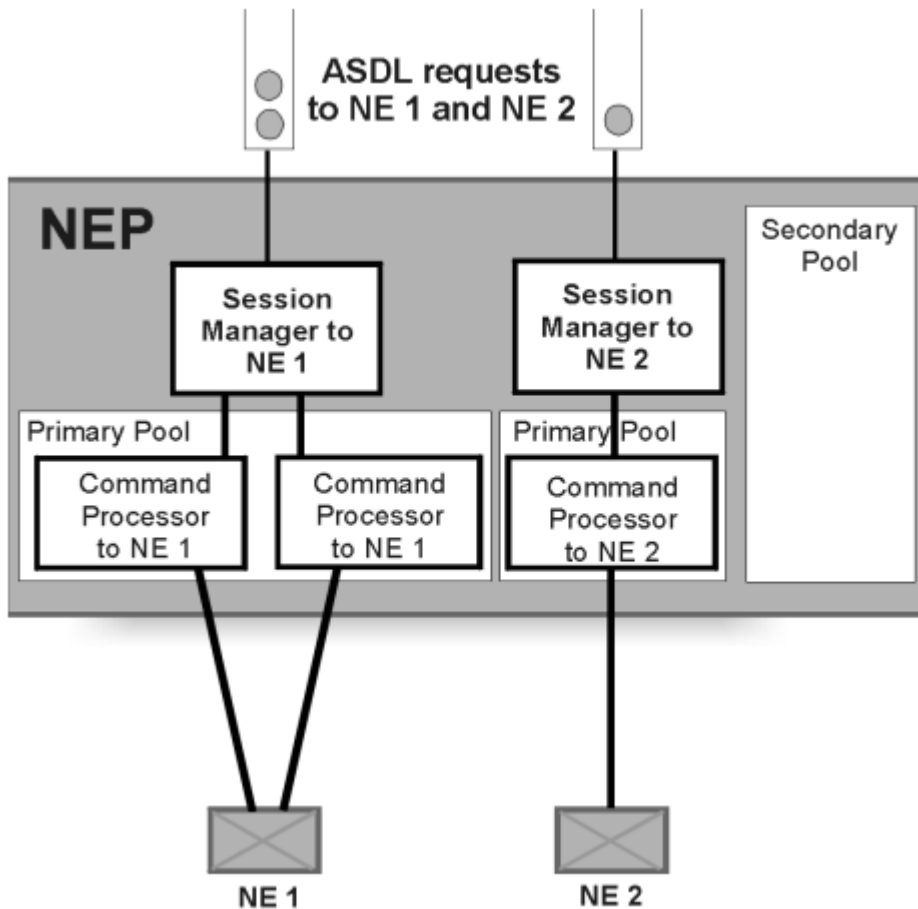 ASDL requests
to NE 1 and NE 2
NEP
Secondary
Pool
Session
Manager to
NE 1
Session
Manager to
NE 2
Primary Pool
Primary Pool
Command
Processor
to NE 1
Command
Processor
to NE 1
Command
Processor
to NE 2
NE 1
NE 2